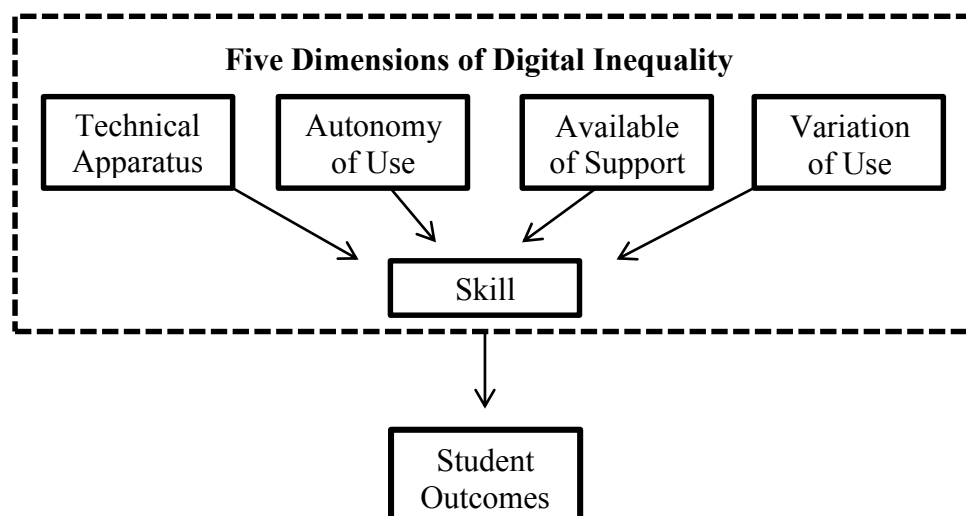 Five Dimensions of Digital Inequality
Technical
Apparatus
Autonomy
of Use
Available
of Support
Variation
of Use
Skill
Student
Outcomes